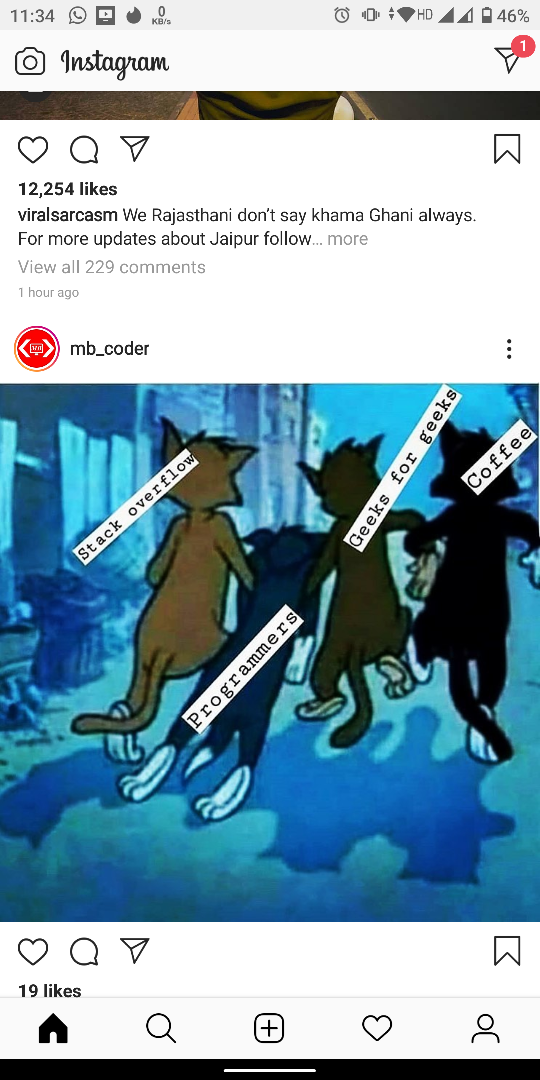 11:34
0
KB/s
HD
46%
Instagram
1
12,254 likes
viralsarcasm We Rajasthani don't say khama Ghani always.
For more updates about Jaipur follow... more
View all 229 comments
1 hour ago
mb_coder
Stack overflow
Geeks for geeks
Coffee
Programmers
19 likes